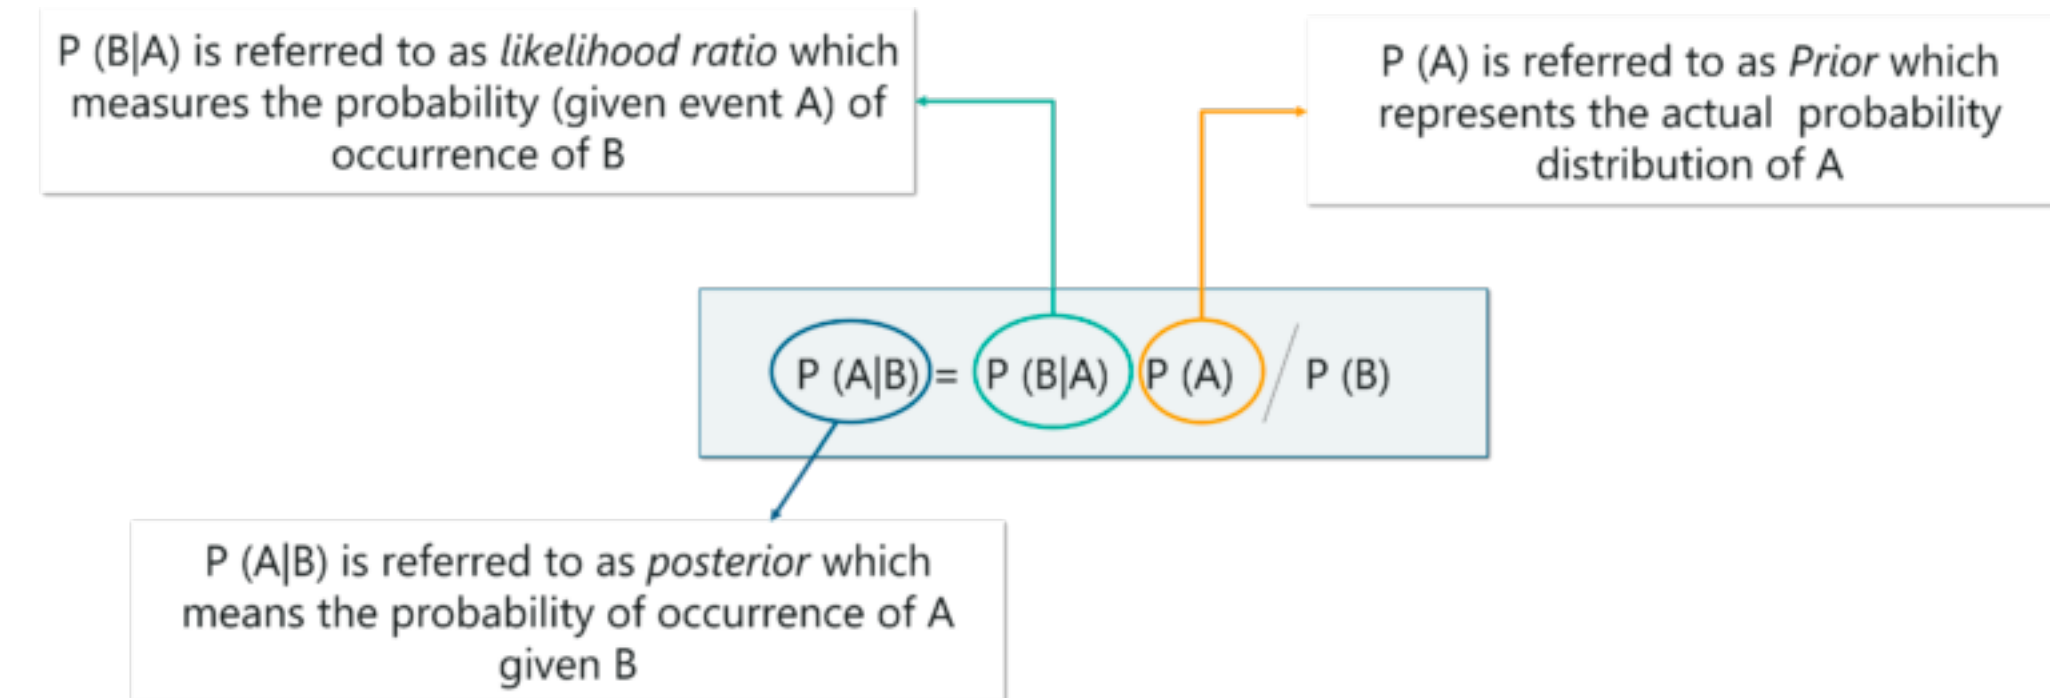 P (B|A) is referred to as likelihood ratio which
measures the probability (given event A) of
occurrence of B
P (A) is referred to as Prior which
represents the actual  probability
distribution of A
P (A|B) = P (B|A) P (A) / P (B)
P (A|B) is referred to as posterior which
means the probability of occurrence of A
given B